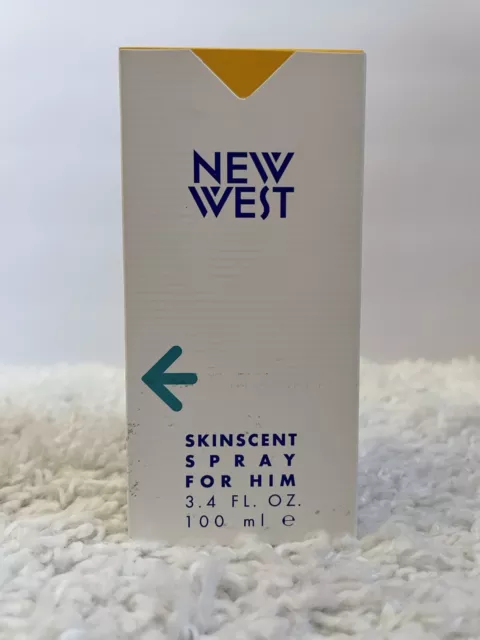 NEW
WEST
SKINSCENT
SPRAY
FOR HIM
3.4 FL. OZ.
100 ml e